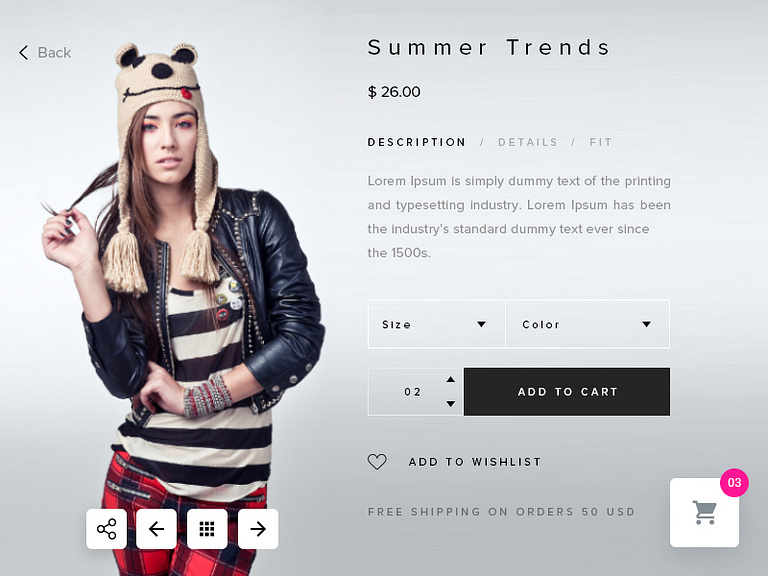 Back
Summer Trends
$ 26.00
DESCRIPTION / DETAILS / FIT
Lorem Ipsum is simply dummy text of the printing
and typesetting industry. Lorem Ipsum has been
the industry's standard dummy text ever since
the 1500s.
Size
Color
02
ADD TO CART
ADD TO WISHLIST
03
FREE SHIPPING ON ORDERS 50 USD